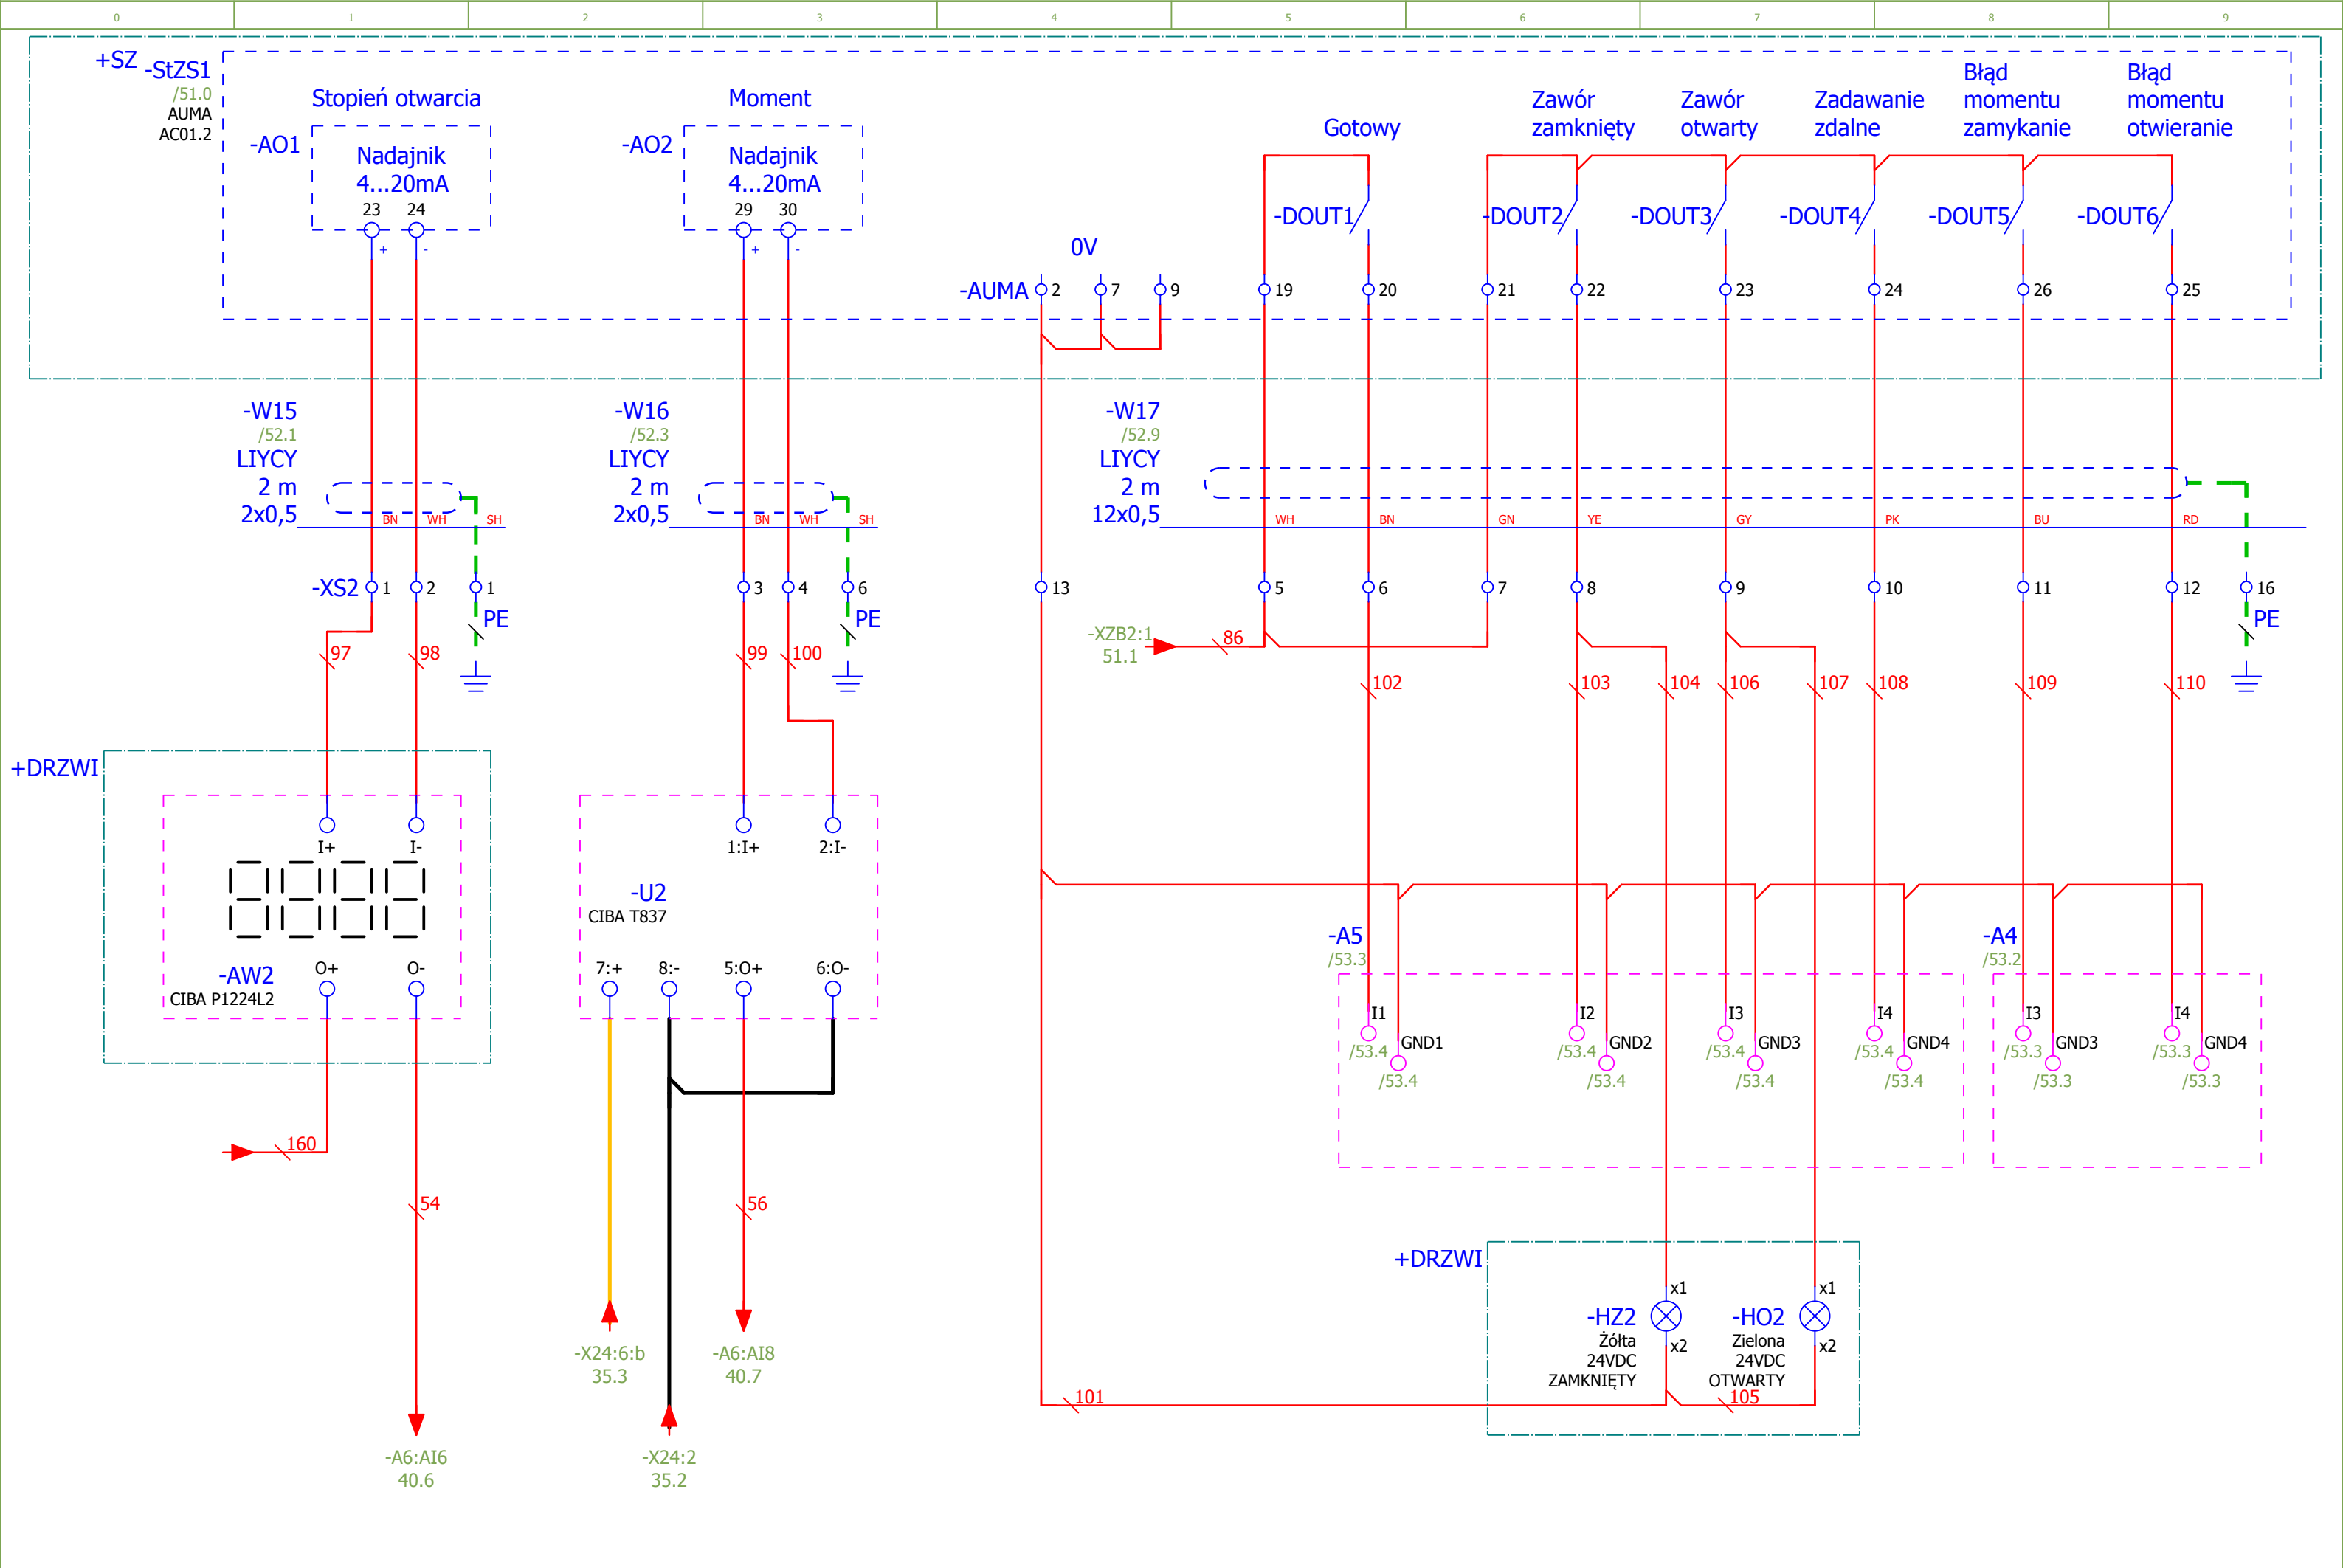 0 1 2 3 4 5 6 7 8 9
+SZ
-StZS1
/51.0
AUMA
AC01.2
Stopień otwarcia
-AO1
Nadajnik
4...20mA
23 24
+ -
Moment
-AO2
Nadajnik
4...20mA
29 30
+ -
0V
-AUMA 2 7 9 19 20 21 22 23 24 26 25
Gotowy
Zawór
zamknięty
Zawór
otwarty
Zadawanie
zdalne
Błąd
momentu
zamykanie
Błąd
momentu
otwieranie
-DOUT1 -DOUT2 -DOUT3 -DOUT4 -DOUT5 -DOUT6
-W15
/52.1
LIYCY
2 m
2x0,5
BN WH SH
-W16
/52.3
LIYCY
2 m
2x0,5
BN WH SH
-W17
/52.9
LIYCY
2 m
12x0,5
WH BN GN YE GY PK BU RD
-XS2 1 2 1 3 4 6 13 5 6 7 8 9 10 11 12 16
PE PE PE
-XZB2:1
51.1
86
97 98 99 100 102 103 104 106 107 108 109 110
+DRZWI
I+ I-
-AW2
CIBA P1224L2
O+ O-
160
54
-A6:AI6
40.6
1:I+ 2:I-
-U2
CIBA T837
7:+ 8:- 5:O+ 6:O-
56
-X24:6:b
35.3
-A6:AI8
40.7
-X24:2
35.2
-A5
/53.3
I1 I2 I3 I4
/53.4 /53.4 /53.4 /53.4
GND1 GND2 GND3 GND4
/53.4 /53.4 /53.4 /53.4
-A4
/53.2
I3 I4
/53.3 /53.3
GND3 GND4
/53.3 /53.3
+DRZWI
x1 x1
-HZ2
Żółta
24VDC
ZAMKNIĘTY
x2
-HO2
Zielona
24VDC
OTWARTY
x2
101 105